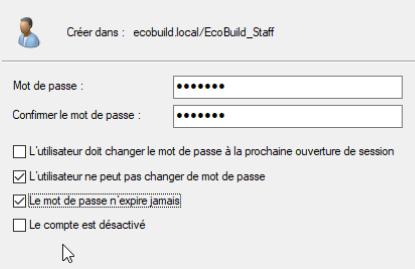 Créer dans : ecobuild.local/EcoBuild_Staff
Mot de passe : •••••••
Confirmer le mot de passe : •••••••
L'utilisateur doit changer le mot de passe à la prochaine ouverture de session
L'utilisateur ne peut pas changer de mot de passe
Le mot de passe n'expire jamais
Le compte est désactivé